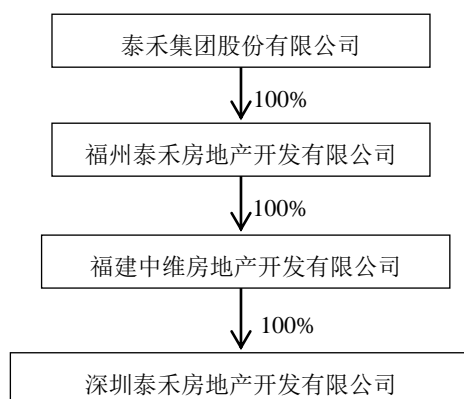 泰禾集团股份有限公司
100%
福州泰禾房地产开发有限公司
100%
福建中维房地产开发有限公司
100%
深圳泰禾房地产开发有限公司